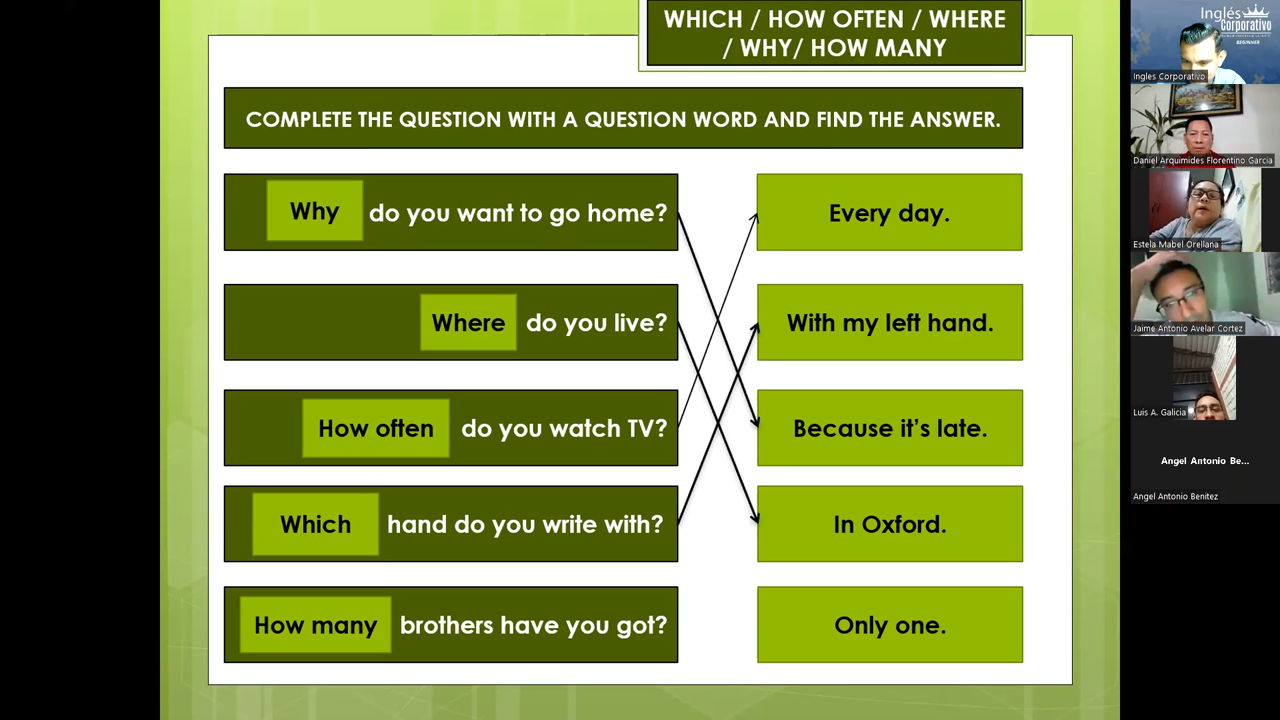 WHICH / HOW OFTEN / WHERE
/ WHY/ HOW MANY
COMPLETE THE QUESTION WITH A QUESTION WORD AND FIND THE ANSWER.
Why do you want to go home?
Every day.
Where do you live?
With my left hand.
How often do you watch TV?
Because it's late.
Which hand do you write with?
In Oxford.
How many brothers have you got?
Only one.
Inglés
Corporativo
BEGINNER
Ingles Corporativo
Daniel Arquimides Florentino Garcia
Estela Mabel Orellana
Jaime Antonio Avelar Cortez
Luis A. Galicia
Angel Antonio Be...
Angel Antonio Benitez